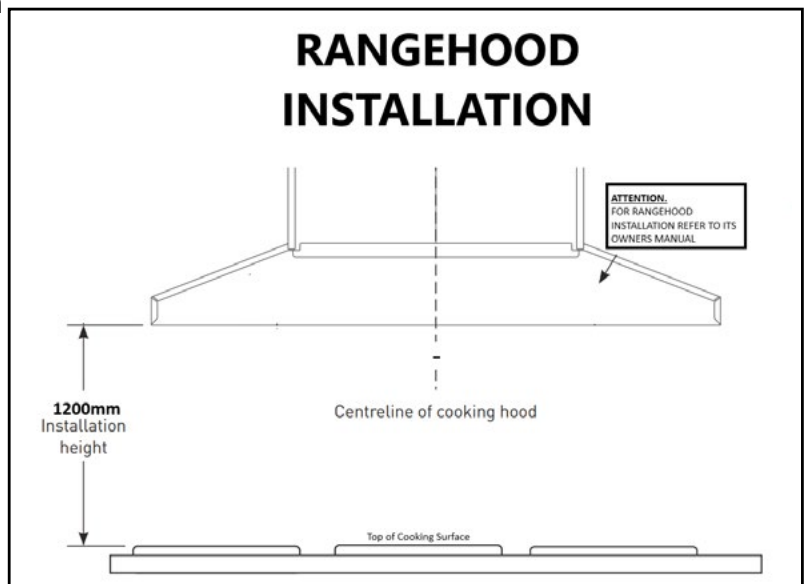 RANGEHOOD
INSTALLATION
ATTENTION.
FOR RANGEHOOD
INSTALLATION REFER TO ITS
OWNERS MANUAL
1200mm
Installation
height
Centreline of cooking hood
Top of Cooking Surface